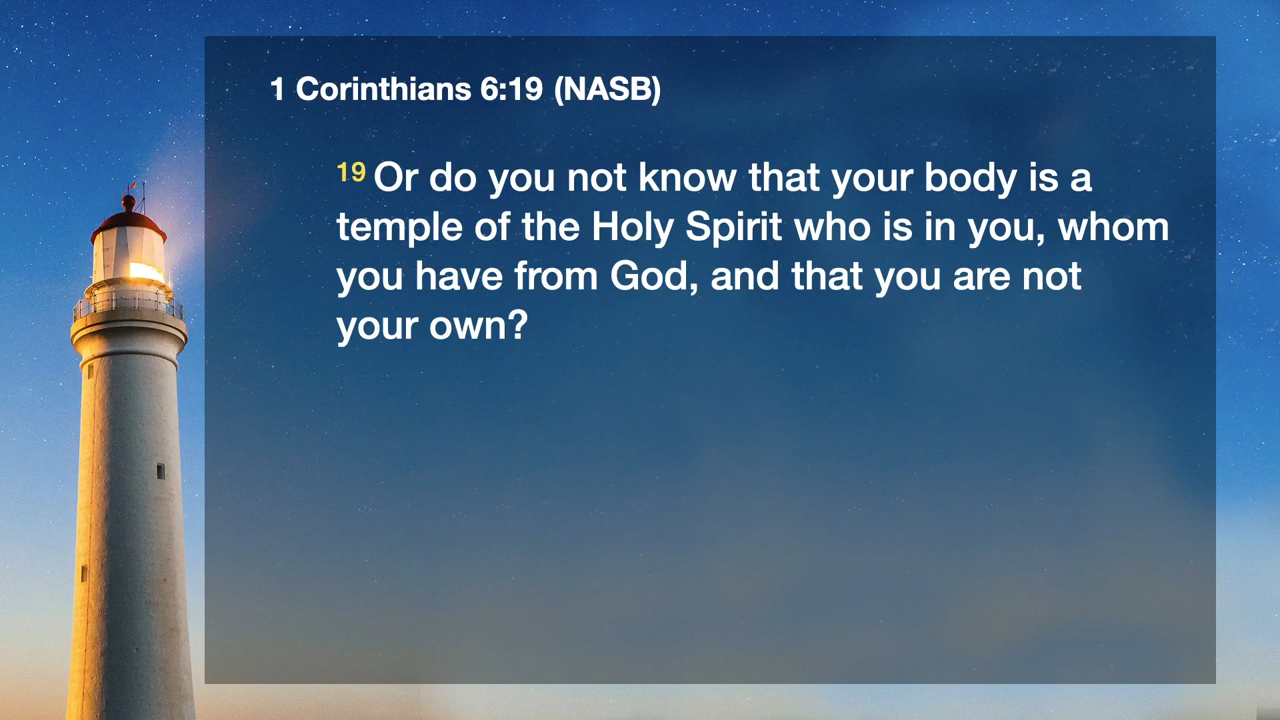 1 Corinthians 6:19 (NASB)
19 Or do you not know that your body is a
temple of the Holy Spirit who is in you, whom
you have from God, and that you are not
your own?